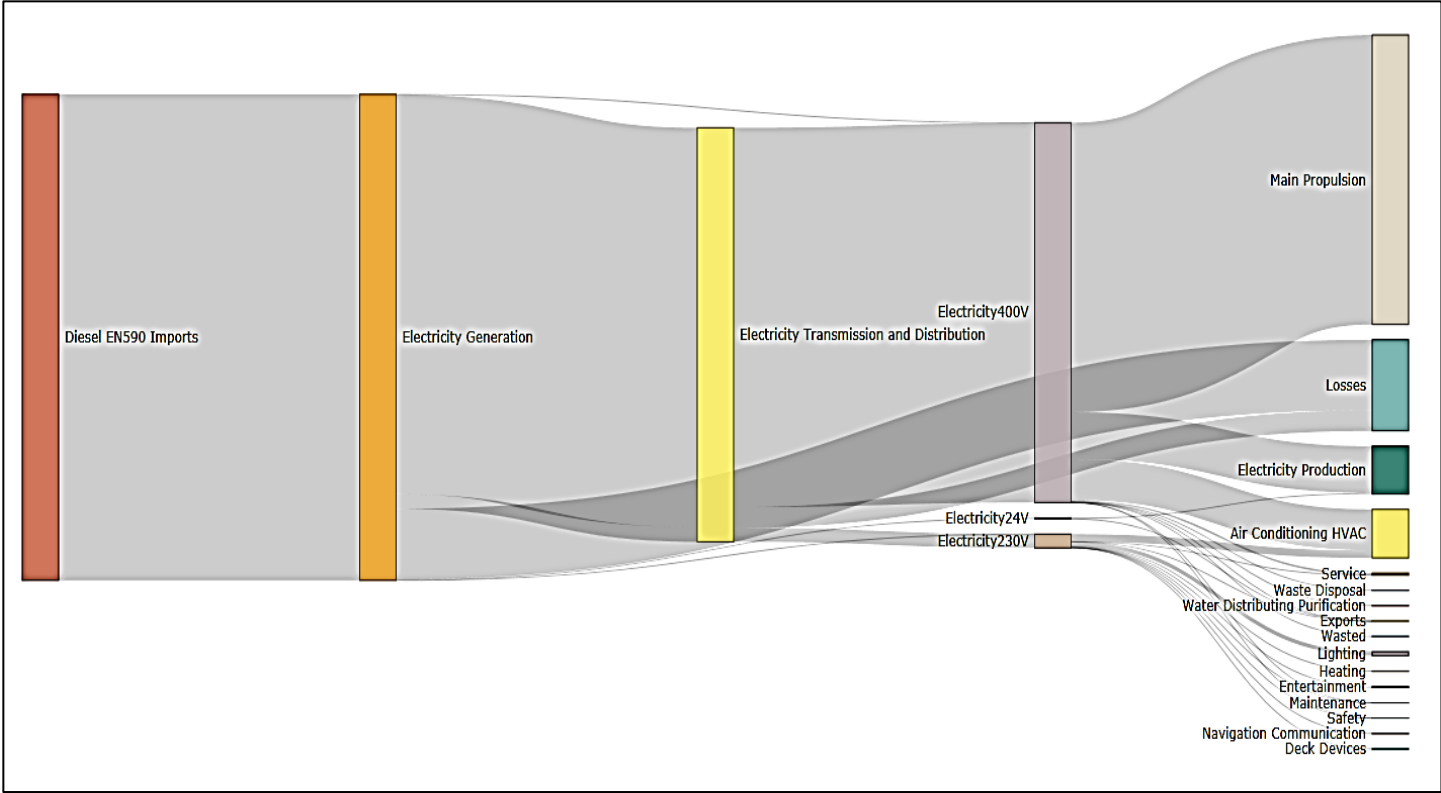 Diesel EN590 Imports
Electricity Generation
Electricity Transmission and Distribution
Electricity400V
Electricity24V
Electricity230V
Main Propulsion
Losses
Electricity Production
Air Conditioning HVAC
Service
Waste Disposal
Water Distributing Purification
Exports
Wasted
Lighting
Heating
Entertainment
Maintenance
Safety
Navigation Communication
Deck Devices